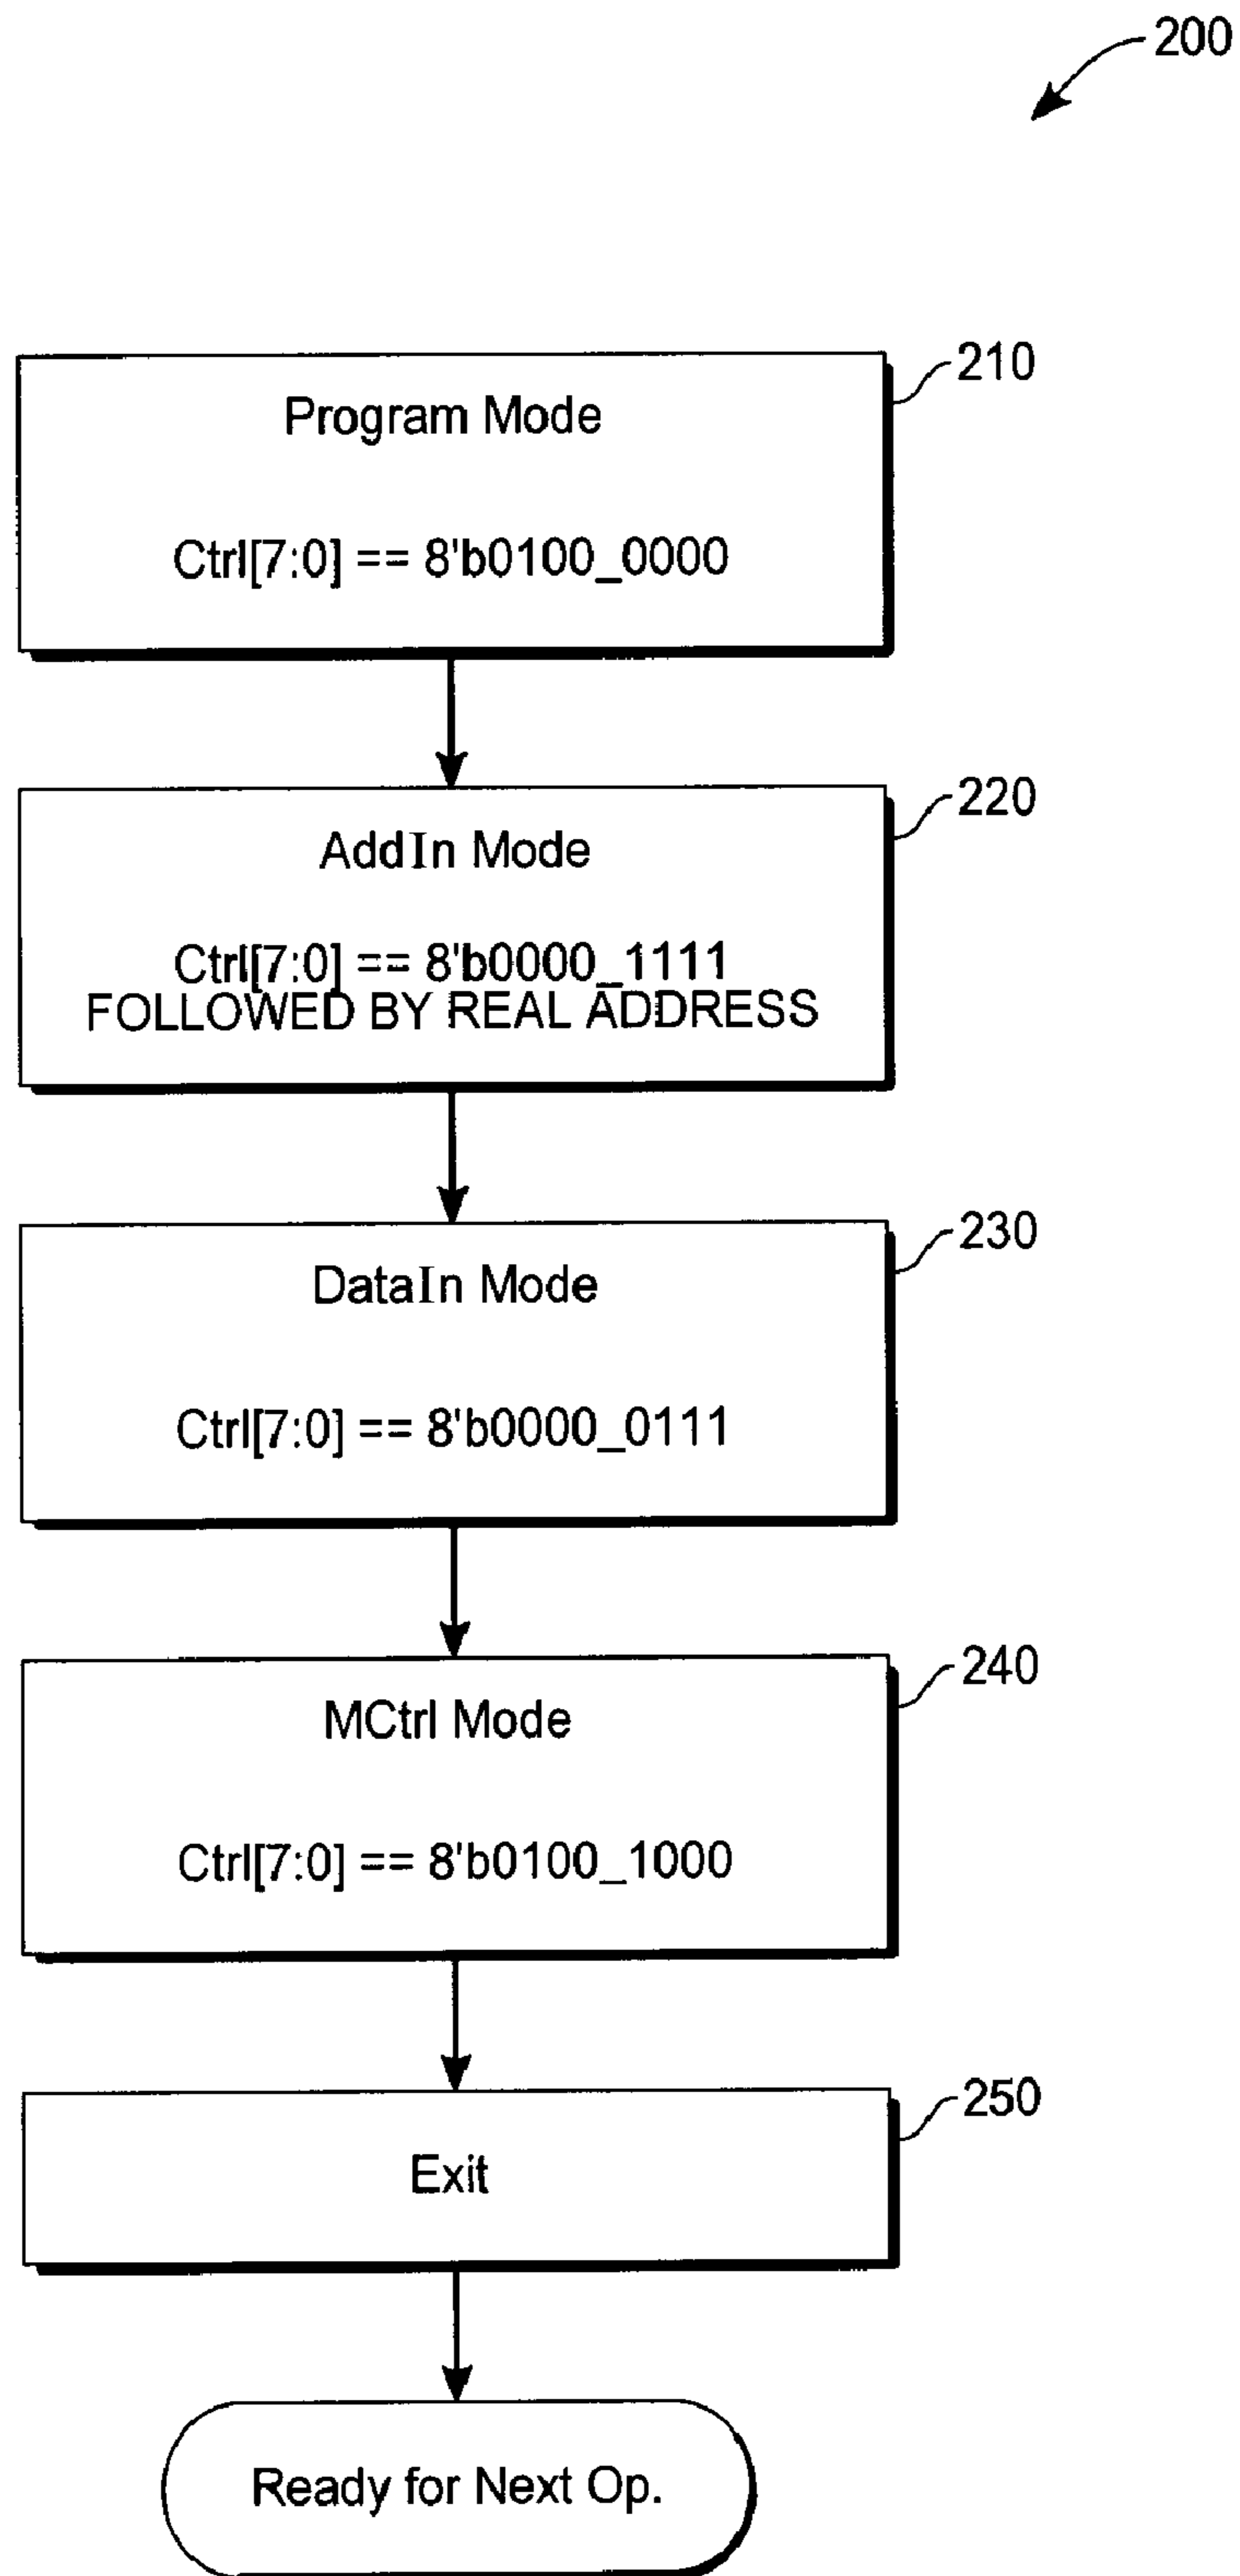 200
210
Program Mode
Ctrl[7:0] == 8'b0100_0000
220
AddIn Mode
Ctrl[7:0] == 8'b0000_1111
FOLLOWED BY REAL ADDRESS
230
DataIn Mode
Ctrl[7:0] == 8'b0000_0111
240
MCtrl Mode
Ctrl[7:0] == 8'b0100_1000
250
Exit
Ready for Next Op.